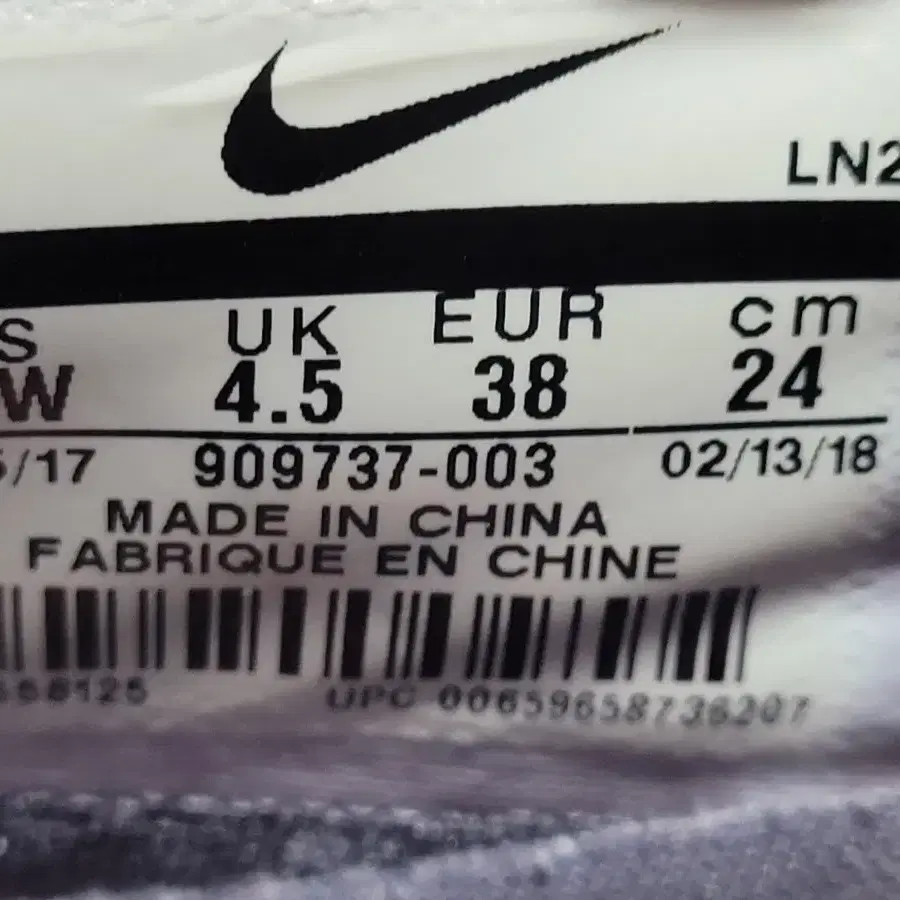 LN2
S UK EUR cm
W 4.5 38 24
/17 909737-003 02/13/18
MADE IN CHINA
FABRIQUE EN CHINE
58125 UPC 00659658736207